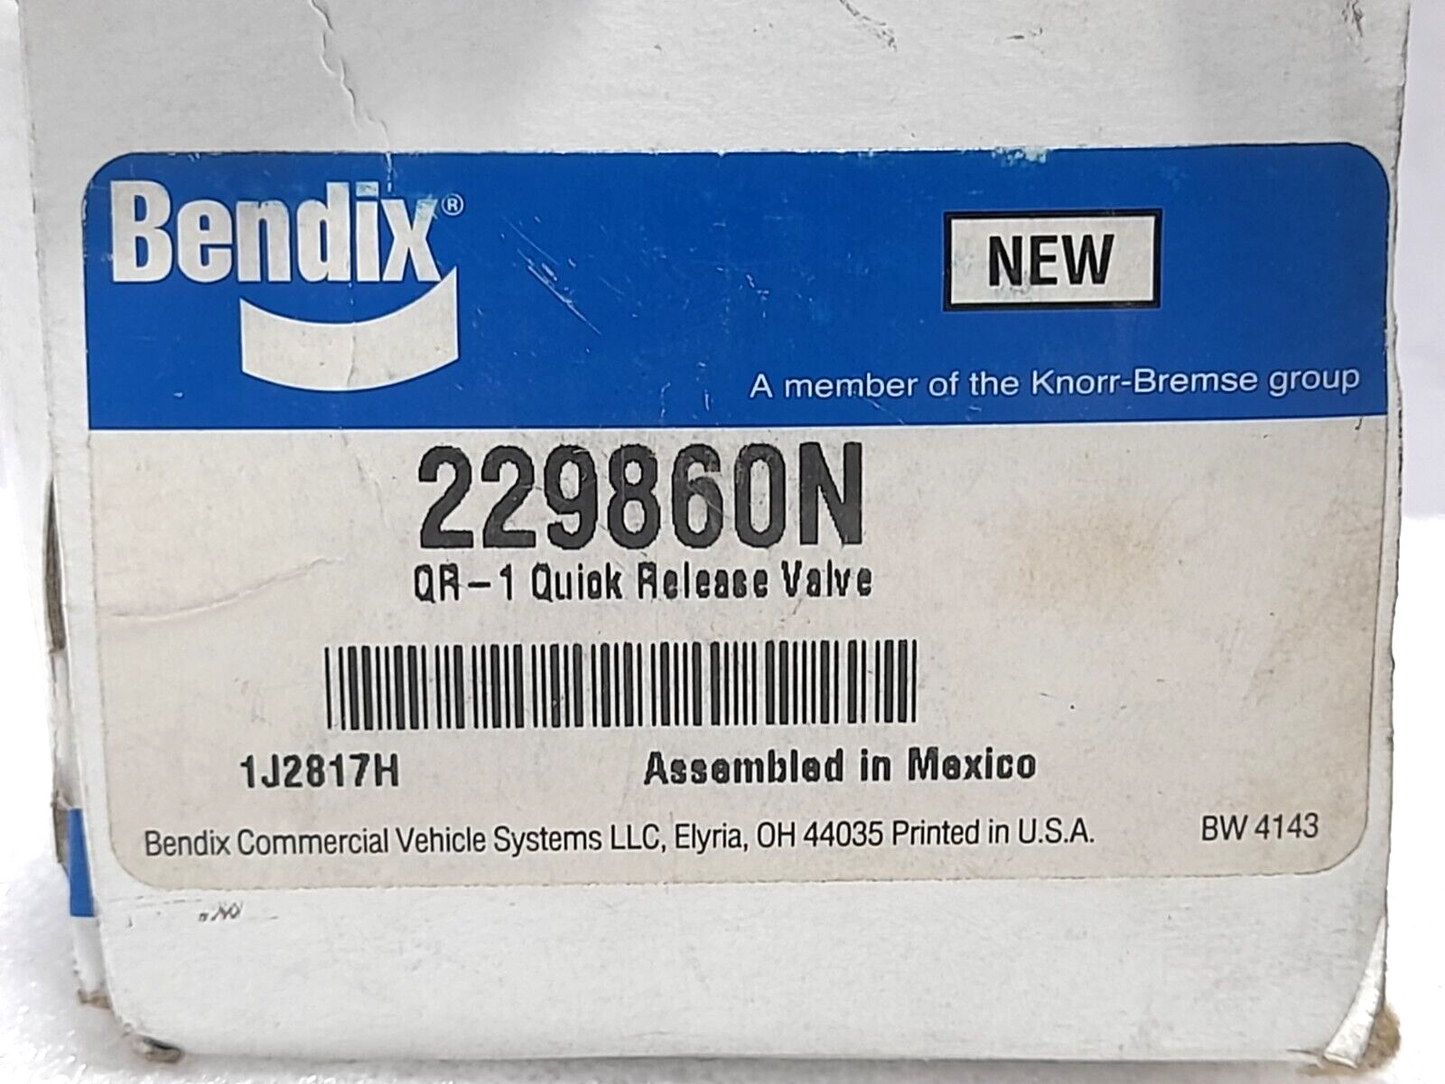 Bendix®
NEW
A member of the Knorr-Bremse group
229860N
QR-1 Quick Release Valve
1J2817H Assembled in Mexico
Bendix Commercial Vehicle Systems LLC, Elyria, OH 44035 Printed in U.S.A. BW 4143